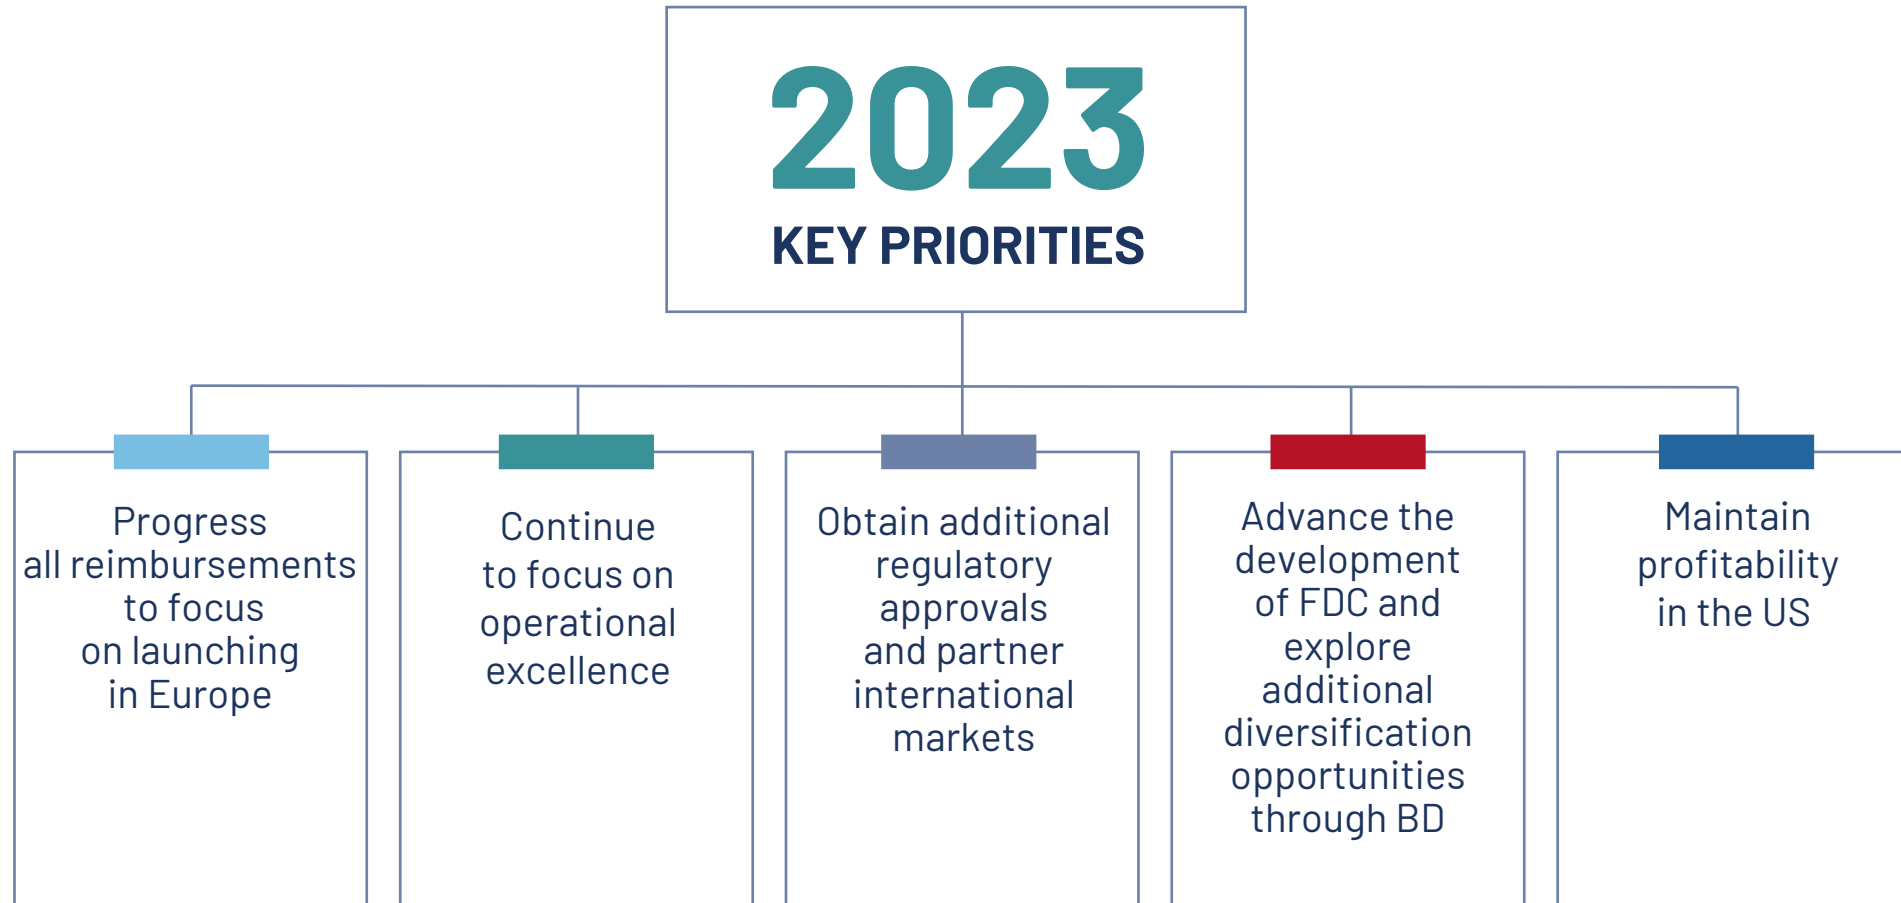 2023
KEY PRIORITIES
Progress
all reimbursements
to focus
on launching
in Europe
Continue
to focus on
operational
excellence
Obtain additional
regulatory
approvals
and partner
international
markets
Advance the
development
of FDC and
explore
additional
diversification
opportunities
through BD
Maintain
profitability
in the US